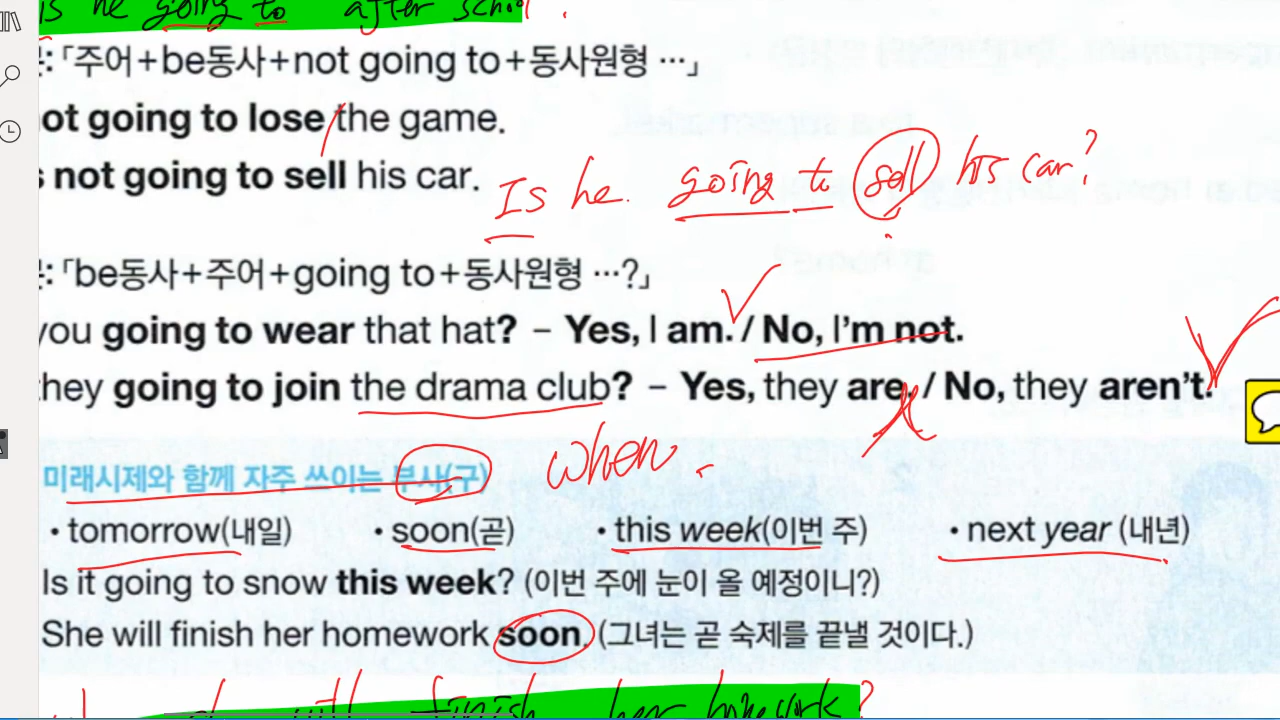 is he going to after school?
: 「주어+be동사+not going to+동사원형 …」
ot going to lose the game.
s not going to sell his car.
Is he going to sell his car?
: 「be동사+주어+going to+동사원형 …?」
you going to wear that hat? – Yes, I am. / No, I'm not.
they going to join the drama club? – Yes, they are. / No, they aren't.
when.
미래시제와 함께 자주 쓰이는 부사(구)
• tomorrow(내일) • soon(곧) • this week(이번 주) • next year (내년)
Is it going to snow this week? (이번 주에 눈이 올 예정이니?)
She will finish her homework soon. (그녀는 곧 숙제를 끝낼 것이다.)
will finish her homework?